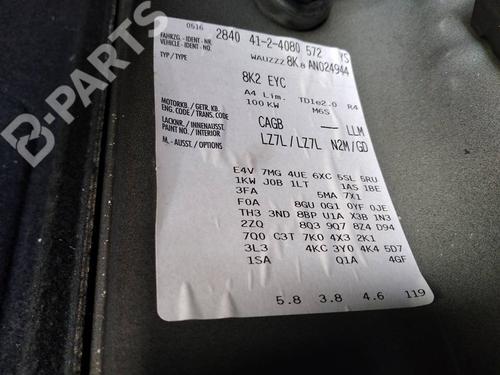 0516
FAHRZG.-IDENT-NR. 2840 41-2-4080 572 YS
VEHICLE-IDENT-NO. WAUZZZ 8K8 AN024944
TYP/TYPE 8K2 EYC
A4 Lim. TDIe2.0 R4
100 KW M6S
MOTORKB./GETR.KB.
ENG.CODE/TRANS.CODE CAGB — LLM
LACKNR./INNENAUSST.
PAINT NO./INTERIOR LZ7L/LZ7L N2M/GD
M.-AUSST./OPTIONS
E4V 7MG 4UE 6XC 5SL 5RU
1KW J0B 1LT 1AS 1BE
3FA 5MA 7X1
F0A 8GU 0G1 0YF 0JE
TH3 3ND 8BP U1A X3B 1N3
2ZQ 8Q3 9Q7 8Z4 D94
7Q0 C3T 7K0 4X3 2K1
3L3 4KC 3Y0 4K4 5D7
1SA Q1A 4GF
5.8 3.8 4.6 119
B-PARTS